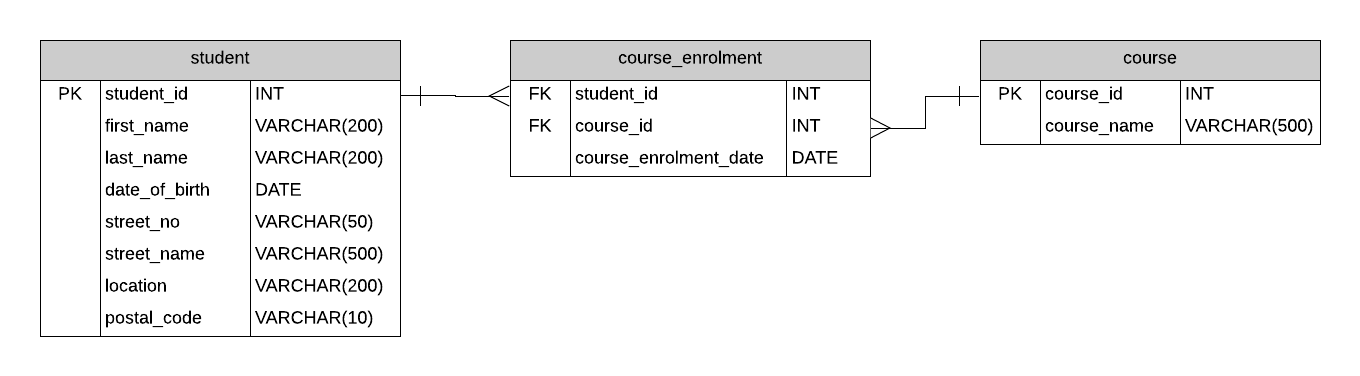 student
PK student_id INT
first_name VARCHAR(200)
last_name VARCHAR(200)
date_of_birth DATE
street_no VARCHAR(50)
street_name VARCHAR(500)
location VARCHAR(200)
postal_code VARCHAR(10)
course_enrolment
FK student_id INT
FK course_id INT
course_enrolment_date DATE
course
PK course_id INT
course_name VARCHAR(500)